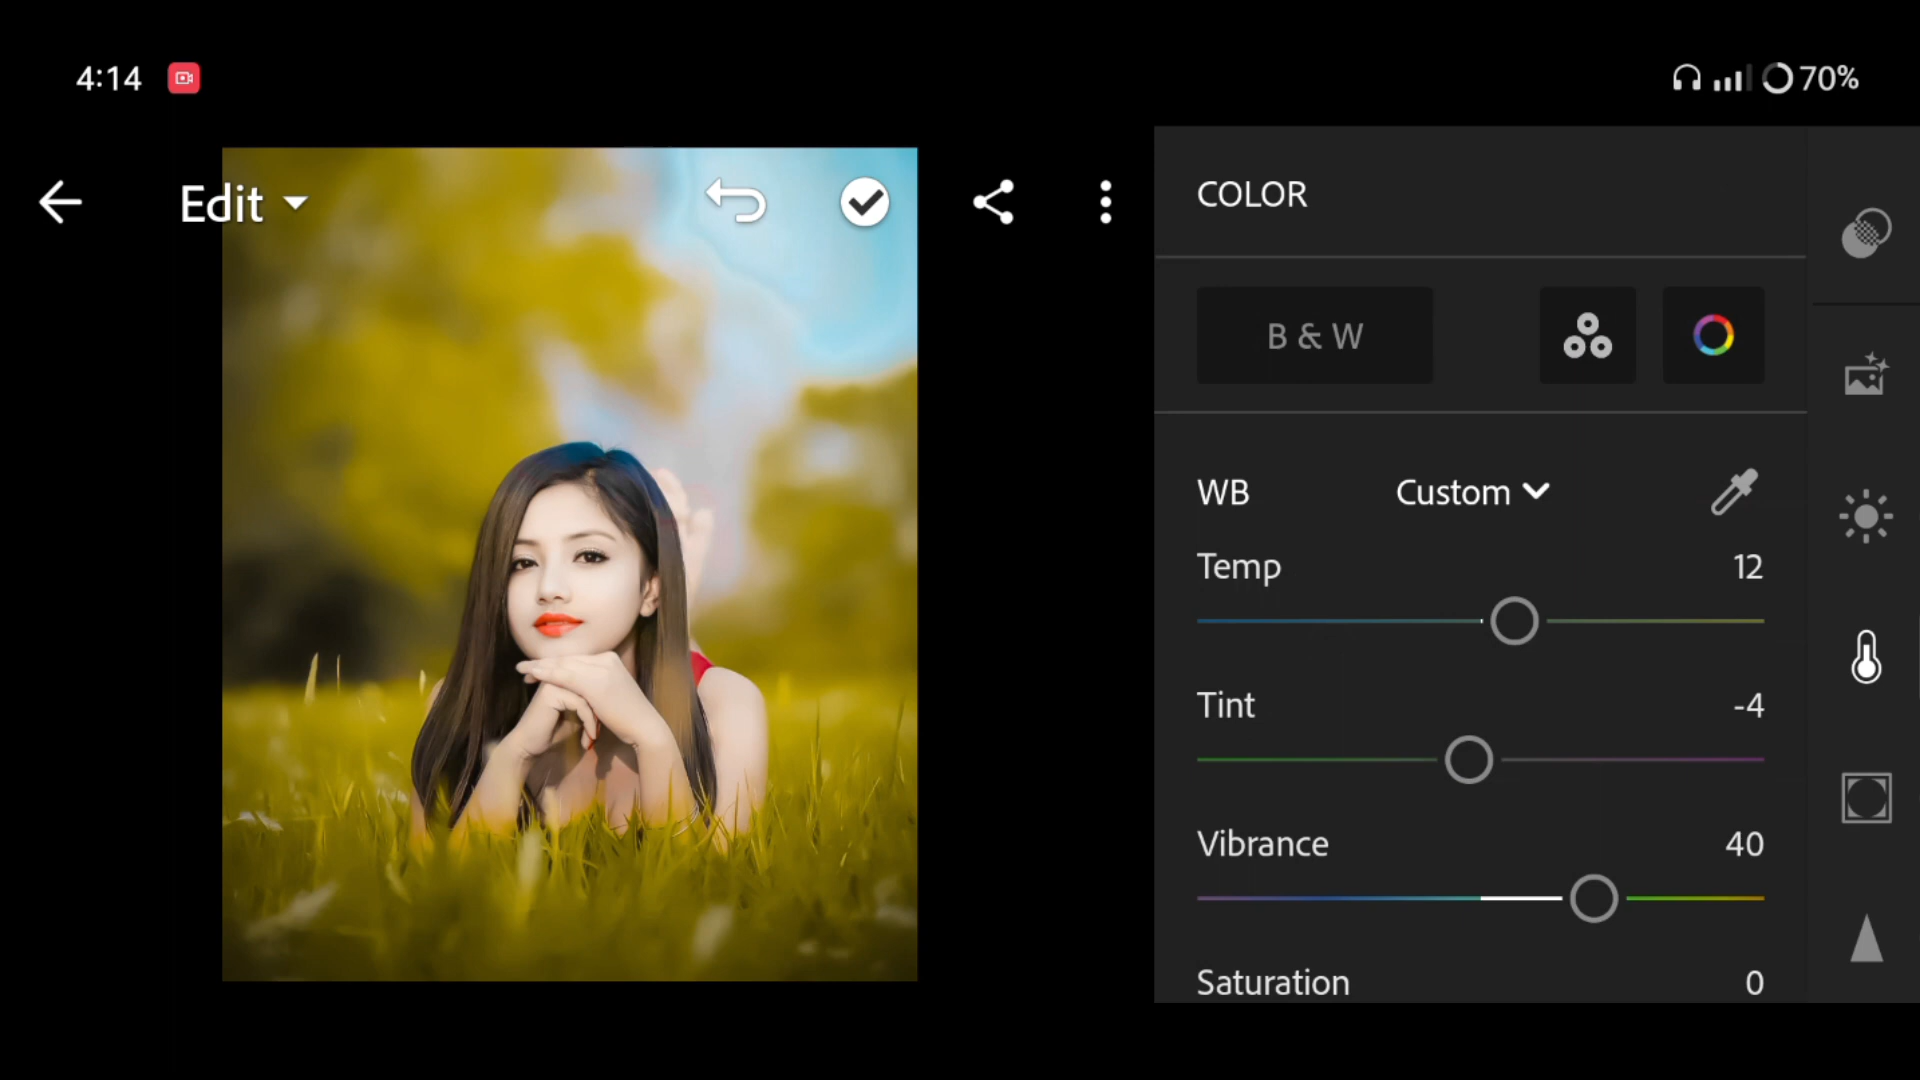 4:14
70%
Edit
COLOR
B & W
WB
Custom
Temp
12
Tint
-4
Vibrance
40
Saturation
0